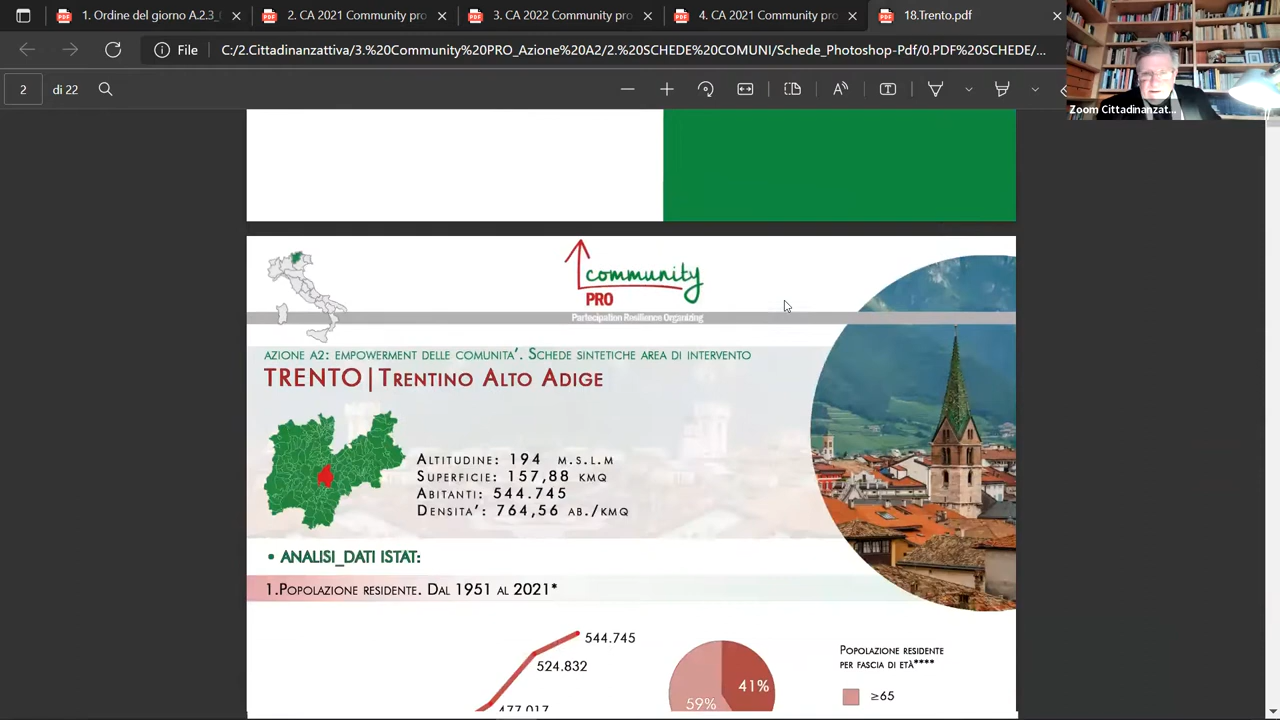 1. Ordine del giorno 1.2.3_
2. CA 2021 Community pro
3. CA 2022 Community pro
4. CA 2021 Community pro
18.Trento.pdf
File
C:/2.Cittadinanzattiva/3.%20Community%20PRO_Azione%20A2/2.%20SCHEDE%20COMUNI/Schede_Photoshop-Pdf/0.PDF%20SCHEDE/...
2 di 22
Zoom Cittadinanzat...
community
PRO
Partecipation Resilience Organizing
AZIONE A2: EMPOWERMENT DELLE COMUNITA'. SCHEDE SINTETICHE AREA DI INTERVENTO
TRENTO|TRENTINO ALTO ADIGE
ALTITUDINE: 194 M.S.L.M
SUPERFICIE: 157,88 KMQ
ABITANTI: 544.745
DENSITA': 764,56 AB./KMQ
• ANALISI_DATI ISTAT:
1.POPOLAZIONE RESIDENTE. DAL 1951 AL 2021*
544.745
524.832
477.017
41%
59%
POPOLAZIONE RESIDENTE
PER FASCIA DI ETÀ****
≥65